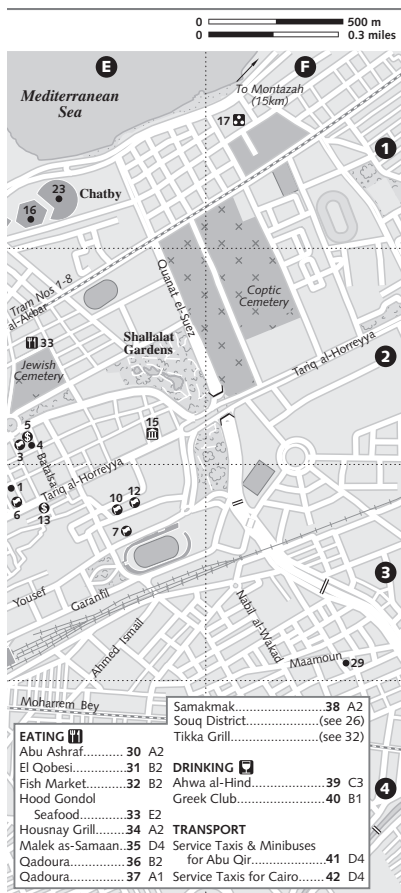 0 500 m
0 0.3 miles
E
F
To Montazah
(15km)
Mediterranean
Sea
17
1
23
Chatby
16
Tram Nos 1-8
al-Akbar
Quanat el-Suez
Coptic
Cemetery
33
Shallalat
Gardens
Tariq al-Horreyya
2
Jewish
Cemetery
5
4
3
15
Batalsa
Tariq al-Horreyya
1
10 12
6
13
7
3
Yousef
Garanfil
Nabil al-Wakad
Ahmed Ismail
Maamoun
29
Moharrem Bey
4
EATING
Abu Ashraf............ 30 A2
El Qobesi............... 31 B2
Fish Market........... 32 B2
Hood Gondol
Seafood............. 33 E2
Housnay Grill......... 34 A2
Malek as-Samaan..35 D4
Qadoura................ 36 B2
Qadoura................ 37 A1
Samakmak.......................38 A2
Souq District................(see 26)
Tikka Grill.....................(see 32)
DRINKING
Ahwa al-Hind................39 C3
Greek Club.....................40 B1
TRANSPORT
Service Taxis & Minibuses
for Abu Qir...................41 D4
Service Taxis for Cairo....42 D4